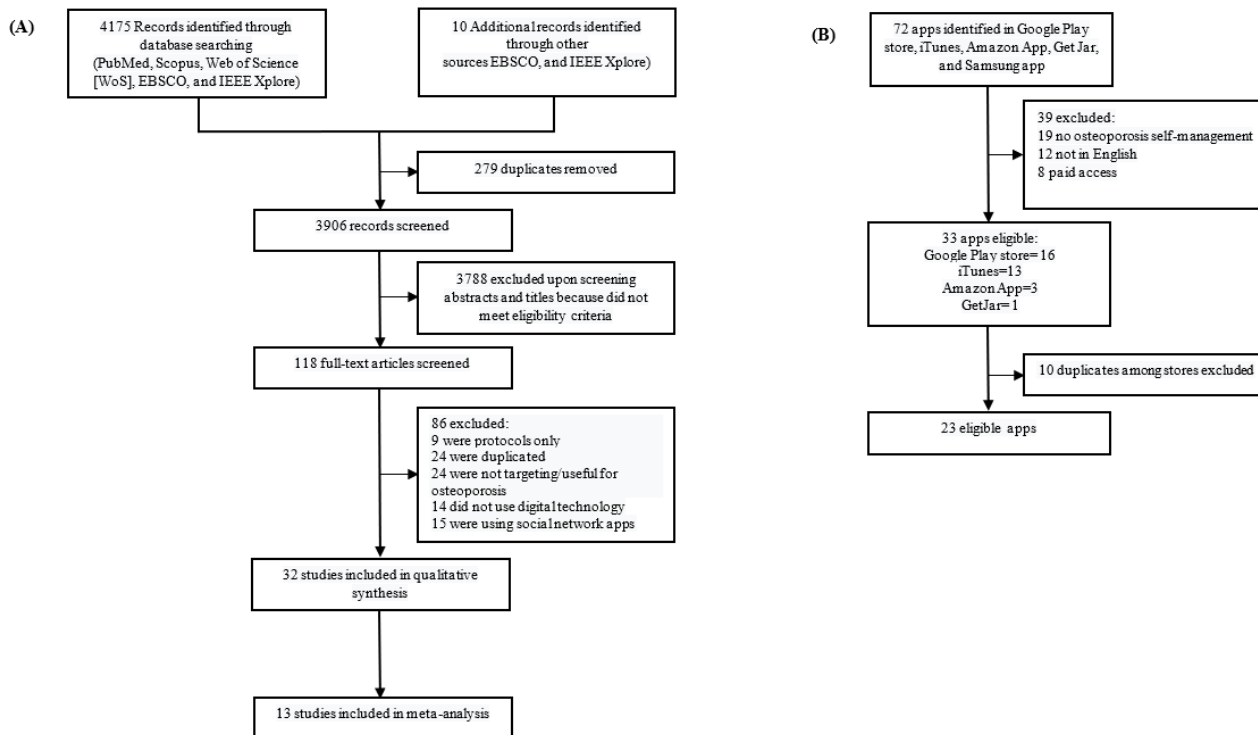 (A)
4175 Records identified through
database searching
(PubMed, Scopus, Web of Science
[WoS], EBSCO, and IEEE Xplore)
10 Additional records identified
through other
sources EBSCO, and IEEE Xplore)
279 duplicates removed
3906 records screened
3788 excluded upon screening
abstracts and titles because did not
meet eligibility criteria
118 full-text articles screened
86 excluded:
9 were protocols only
24 were duplicated
24 were not targeting/useful for
osteoporosis
14 did not use digital technology
15 were using social network apps
32 studies included in qualitative
synthesis
13 studies included in meta-analysis
(B)
72 apps identified in Google Play
store, iTunes, Amazon App, Get Jar,
and Samsung app
39 excluded:
19 no osteoporosis self-management
12 not in English
8 paid access
33 apps eligible:
Google Play store= 16
iTunes=13
Amazon App=3
GetJar= 1
10 duplicates among stores excluded
23 eligible apps